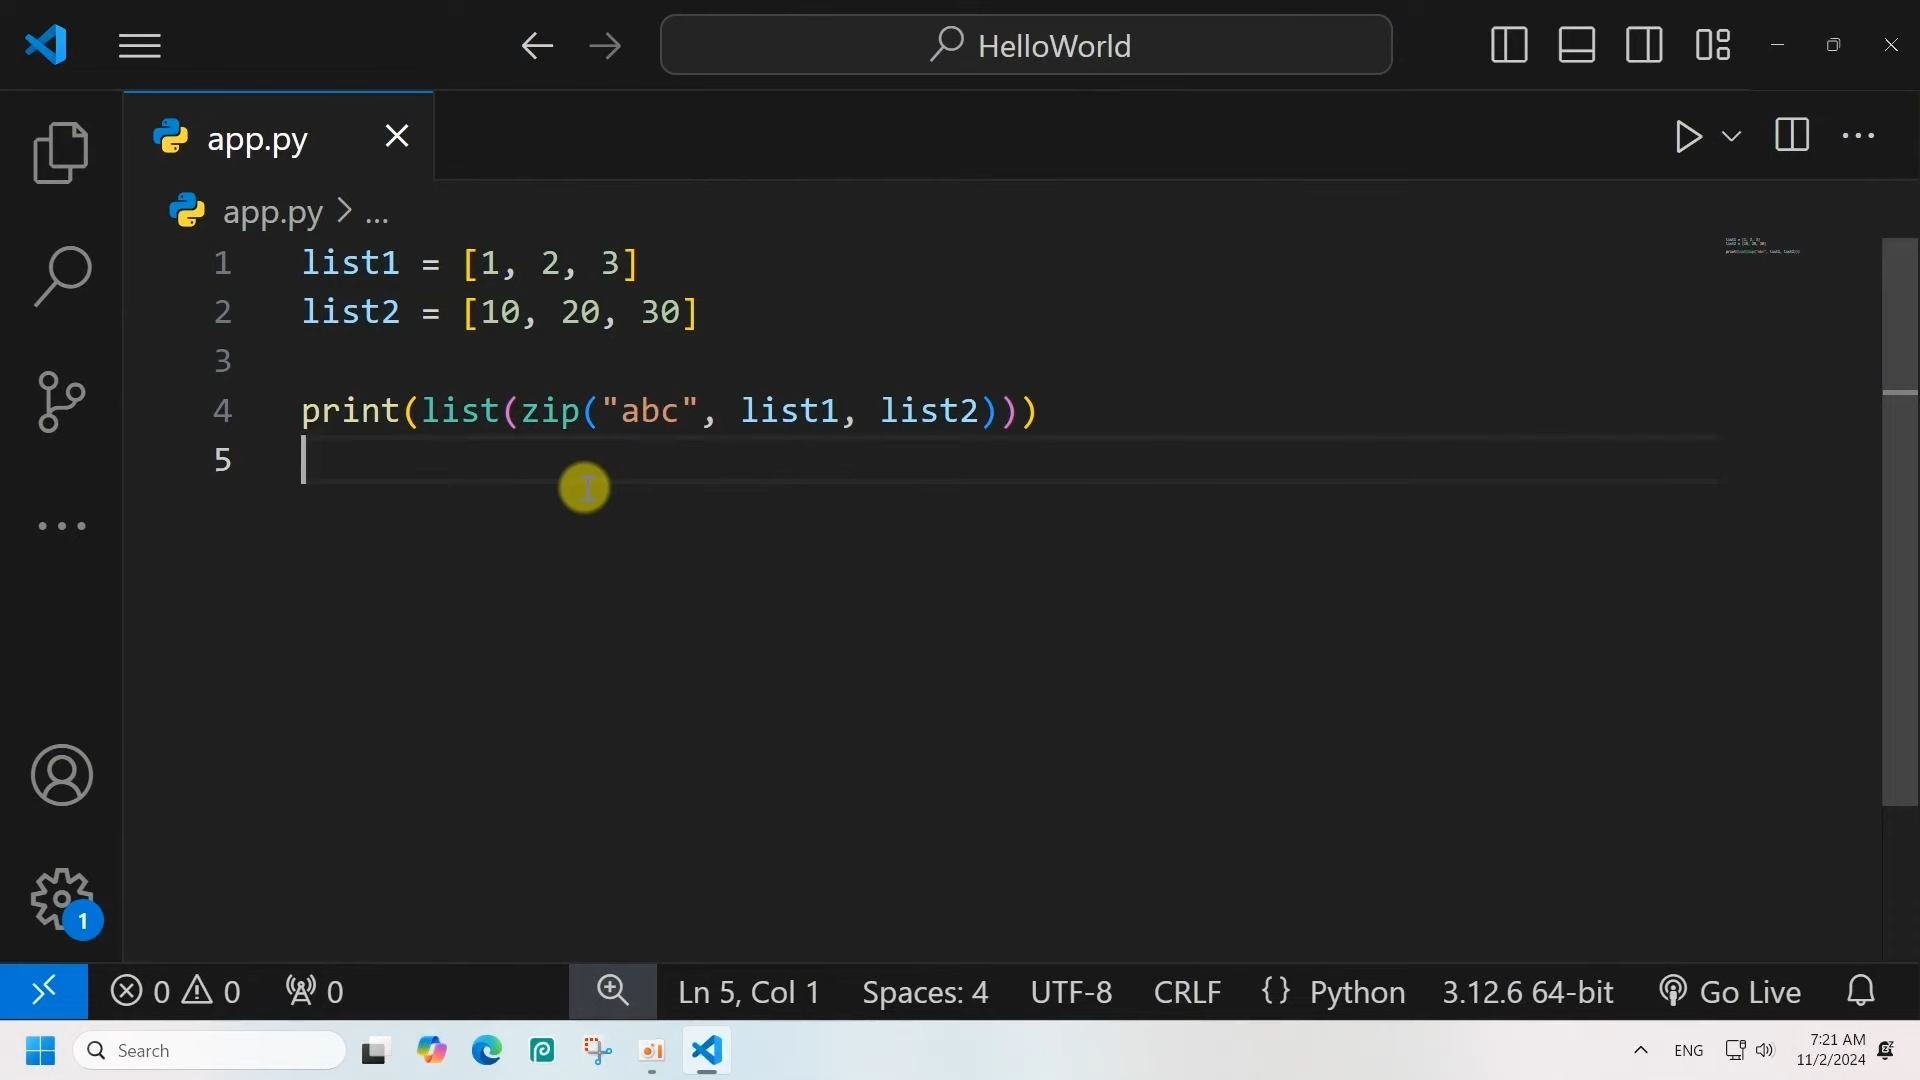 HelloWorld
app.py
app.py > ...
1 list1 = [1, 2, 3]
2 list2 = [10, 20, 30]
3
4 print(list(zip("abc", list1, list2)))
5
1
0 0 0 Ln 5, Col 1 Spaces: 4 UTF-8 CRLF {} Python 3.12.6 64-bit Go Live
Search ENG 7:21 AM
11/2/2024